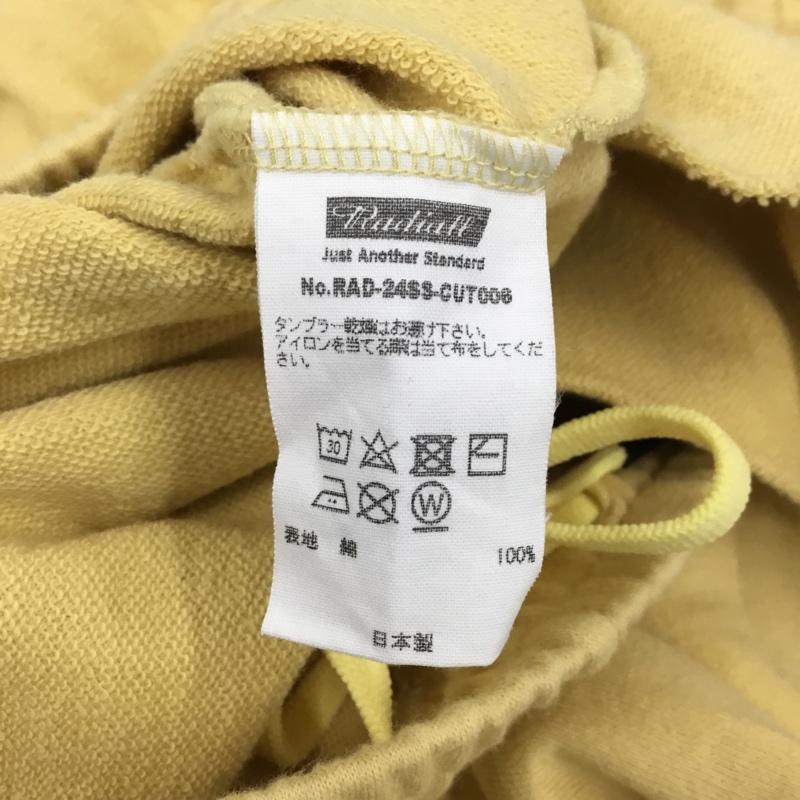 Radiall
Just Another Standard
No.RAD-24SS-CUT006
タンブラー乾燥はお避け下さい。
アイロンを当てる際は当て布をしてくだ
さい。
30
W
表地 綿 100%
日本製